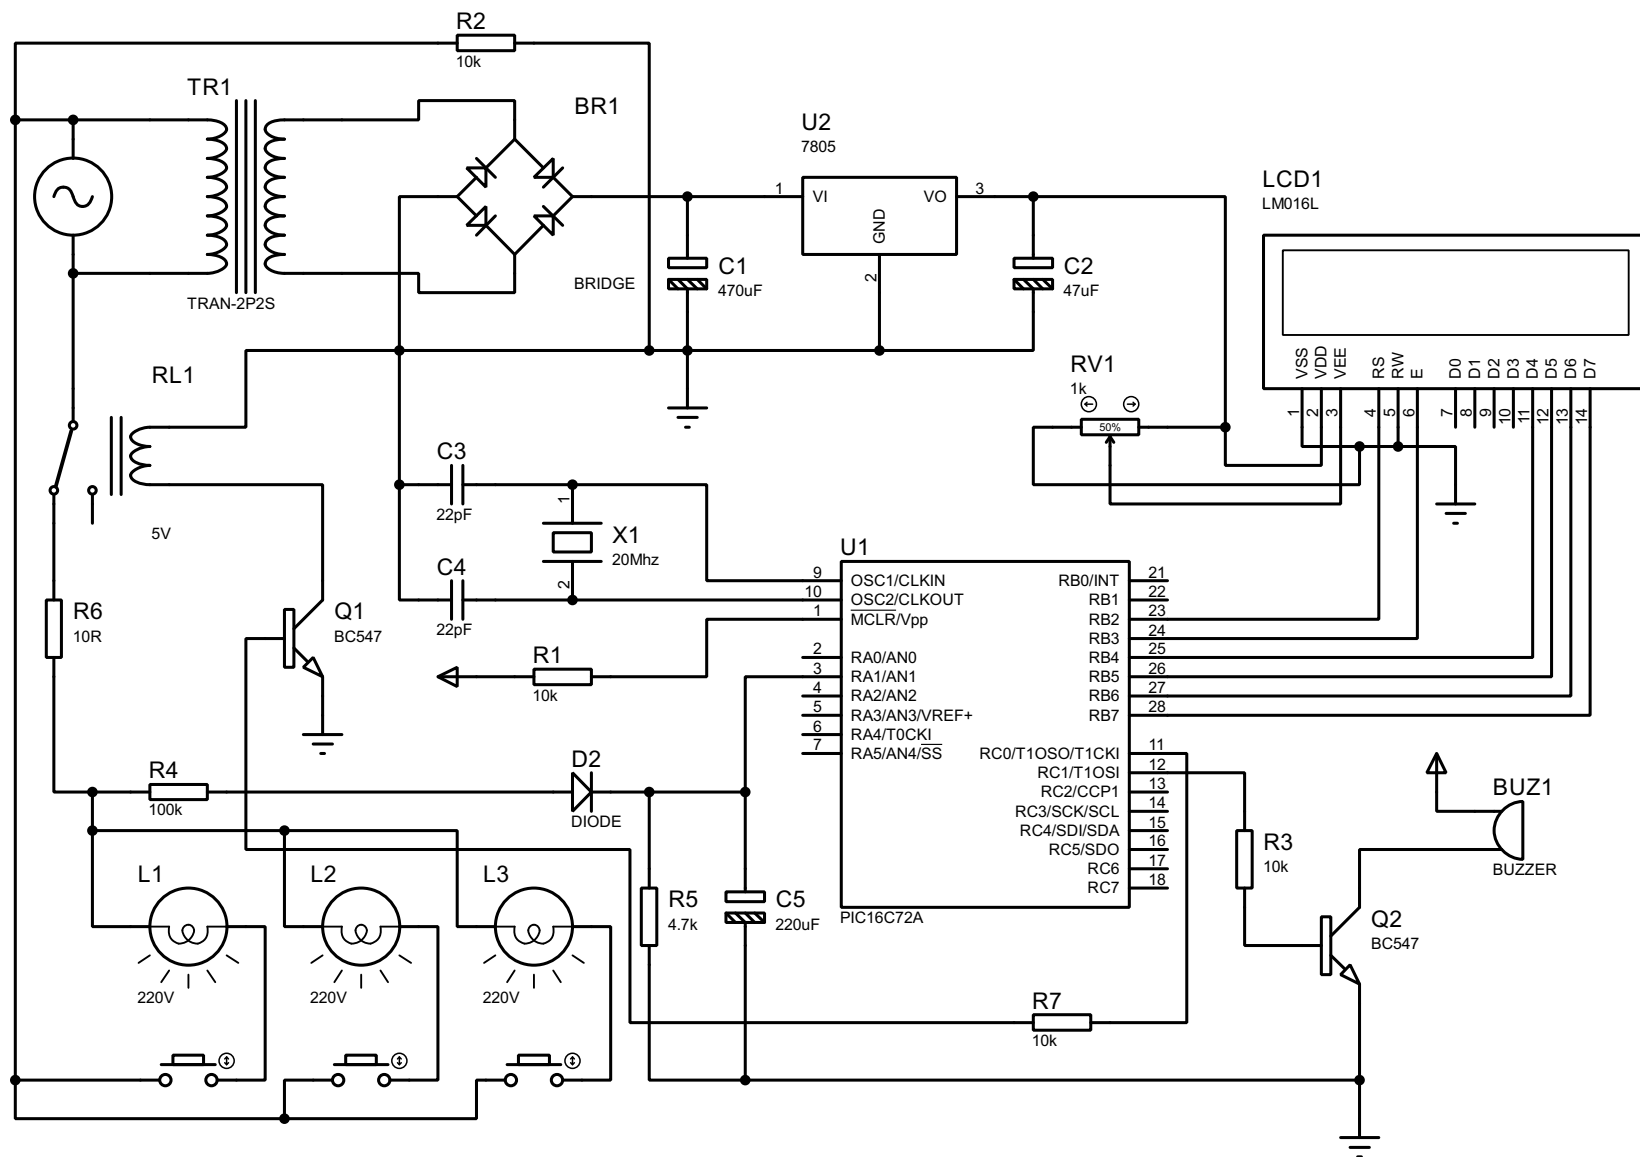 R2
10k
TR1
TRAN-2P2S
BR1
BRIDGE
U2
7805
1 VI
VO 3
GND
2
C1
470uF
C2
47uF
LCD1
LM016L
VSS VDD VEE RS RW E D0 D1 D2 D3 D4 D5 D6 D7
1 2 3 4 5 6 7 8 9 10 11 12 13 14
RV1
1k
50%
RL1
5V
C3
22pF
C4
22pF
1
X1
20Mhz
2
R6
10R
Q1
BC547
R1
10k
U1
9 OSC1/CLKIN
10 OSC2/CLKOUT
1 MCLR/Vpp
2 RA0/AN0
3 RA1/AN1
4 RA2/AN2
5 RA3/AN3/VREF+
6 RA4/T0CKI
7 RA5/AN4/SS
RB0/INT 21
RB1 22
RB2 23
RB3 24
RB4 25
RB5 26
RB6 27
RB7 28
RC0/T1OSO/T1CKI 11
RC1/T1OSI 12
RC2/CCP1 13
RC3/SCK/SCL 14
RC4/SDI/SDA 15
RC5/SDO 16
RC6 17
RC7 18
PIC16C72A
R4
100k
D2
DIODE
L1
220V
L2
220V
L3
220V
R5
4.7k
C5
220uF
R7
10k
R3
10k
Q2
BC547
BUZ1
BUZZER